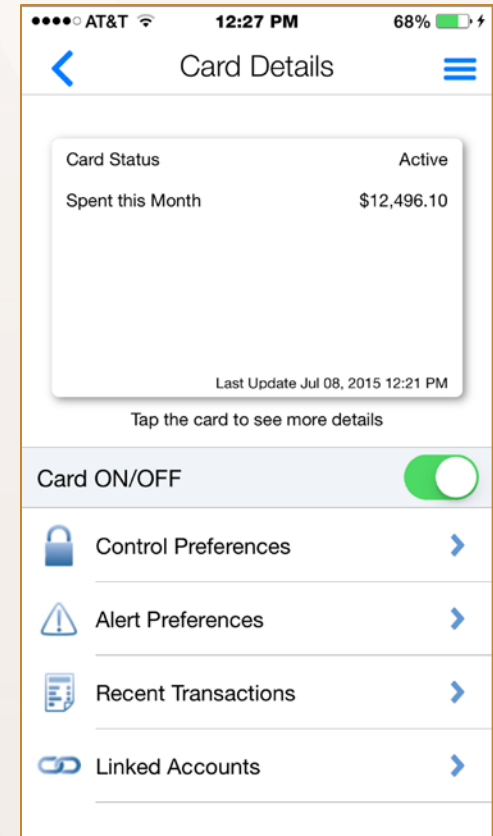 AT&T 12:27 PM 68%
Card Details
Card Status Active
Spent this Month $12,496.10
Last Update Jul 08, 2015 12:21 PM
Tap the card to see more details
Card ON/OFF
Control Preferences
Alert Preferences
Recent Transactions
Linked Accounts